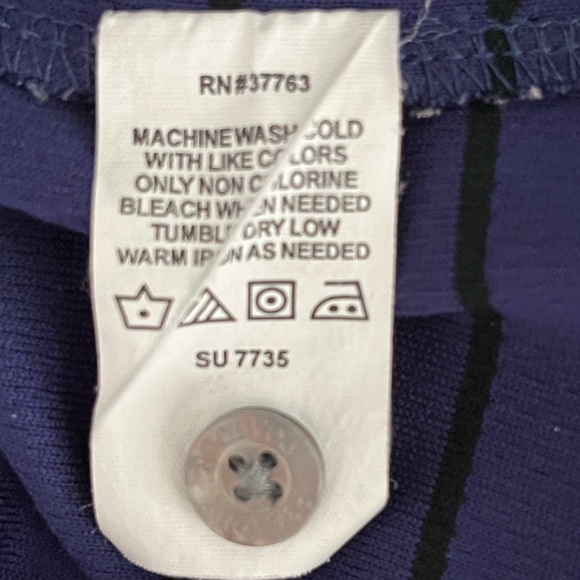 RN#37763
MACHINE WASH COLD
WITH LIKE COLORS
ONLY NON CHLORINE
BLEACH WHEN NEEDED
TUMBLE DRY LOW
WARM IRON AS NEEDED
SU 7735